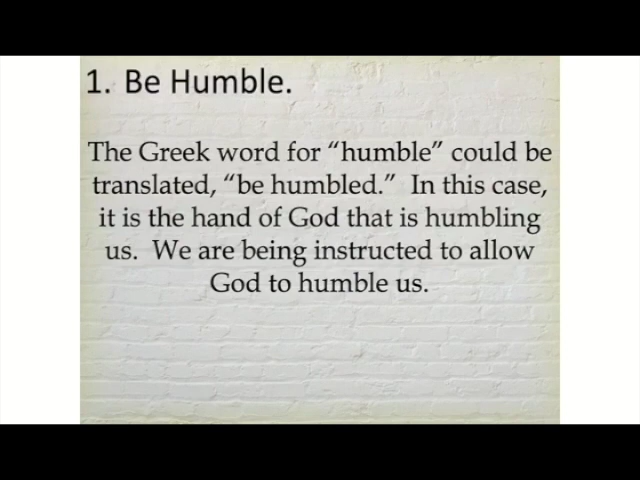 1. Be Humble.
The Greek word for “humble” could be
translated, “be humbled.” In this case,
it is the hand of God that is humbling
us. We are being instructed to allow
God to humble us.